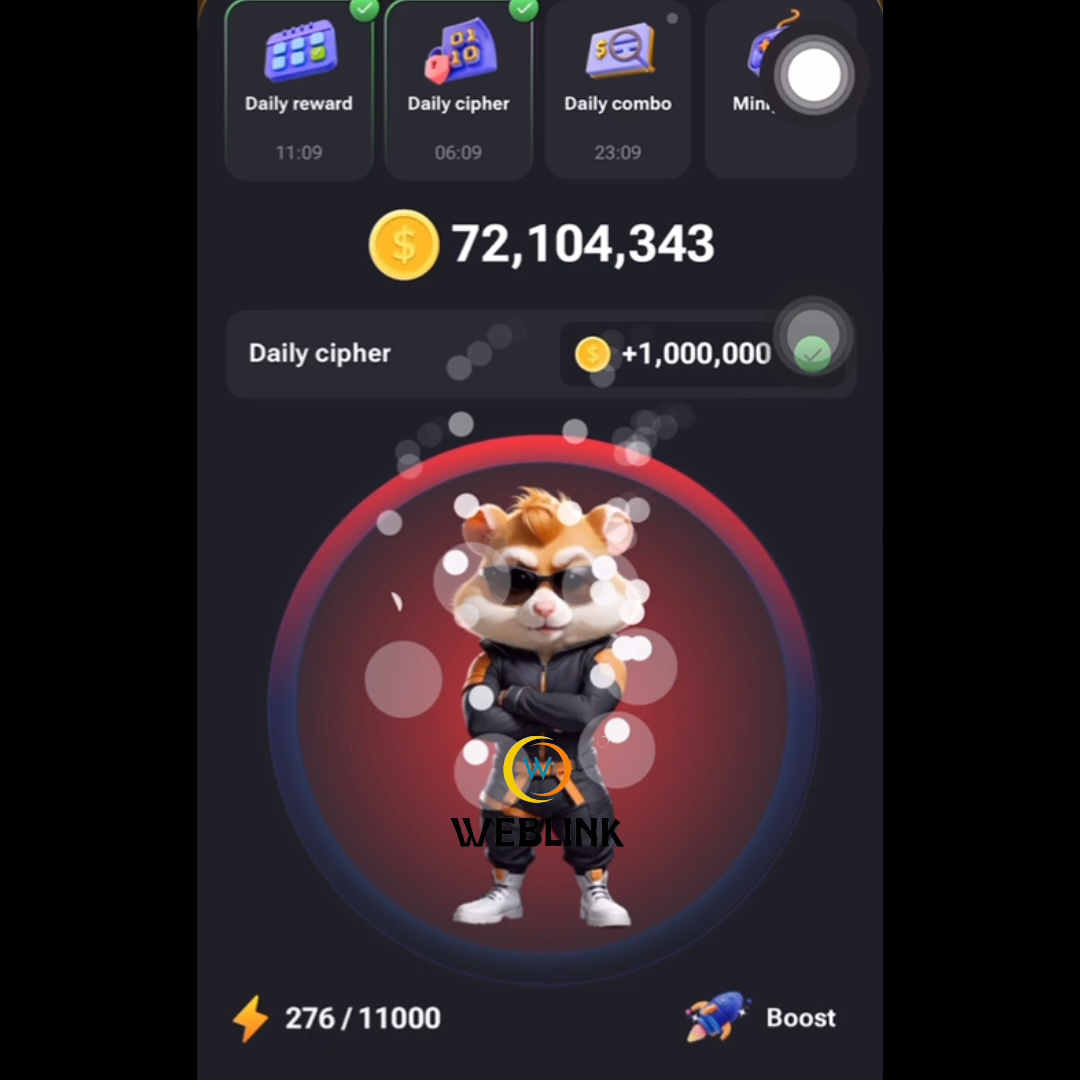 Daily reward
Daily cipher
Daily combo
11:09
06:09
23:09
72,104,343
Daily cipher
+1,000,000
W
WEBLINK
276 / 11000
Boost